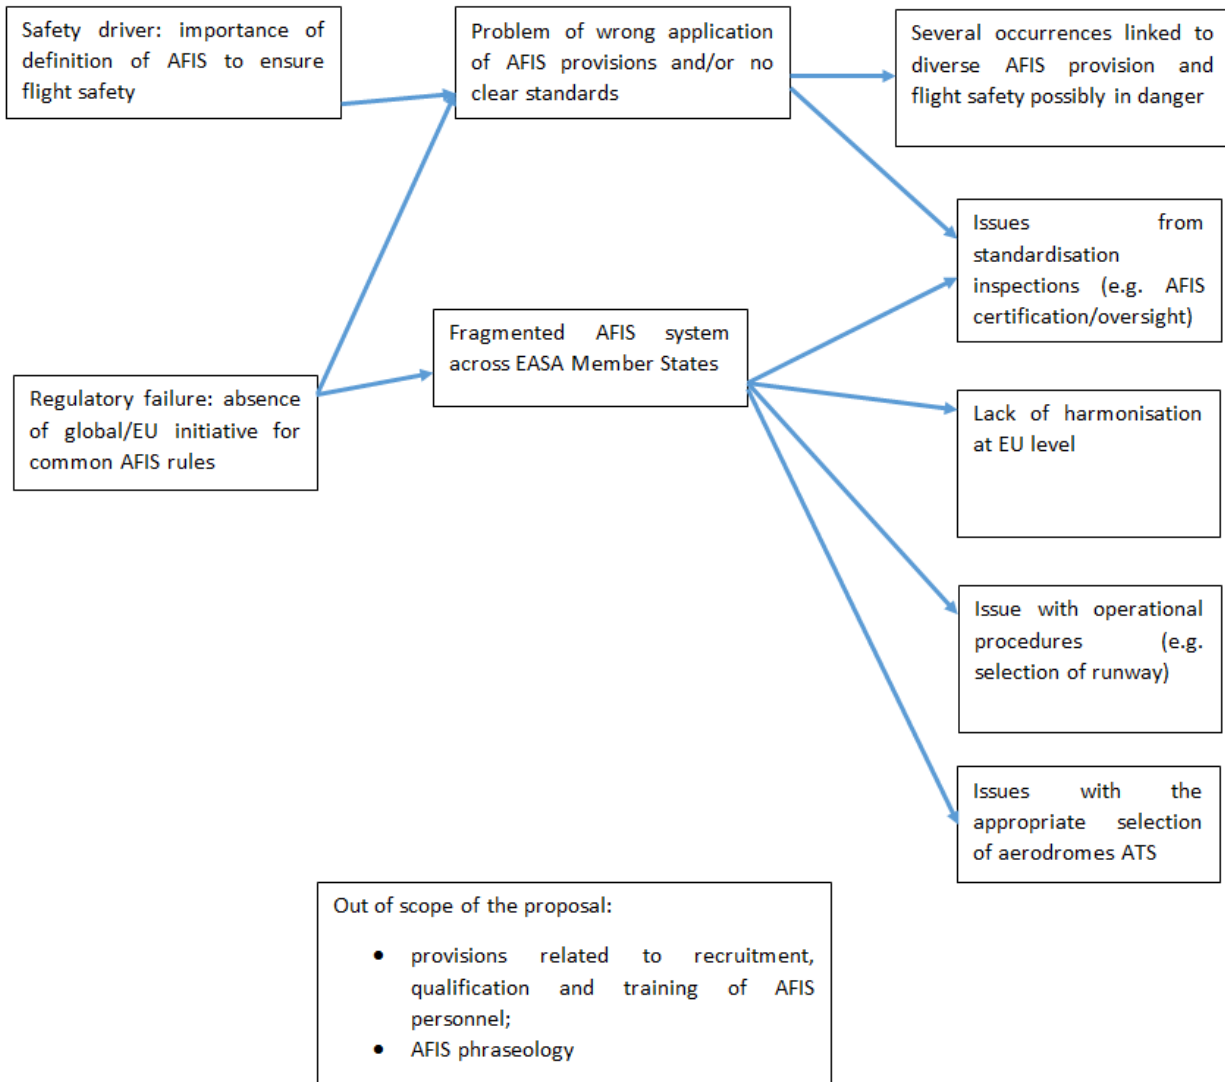 Safety driver: importance of
definition of AFIS to ensure
flight safety
Problem of wrong application
of AFIS provisions and/or no
clear standards
Several occurrences linked to
diverse AFIS provision and
flight safety possibly in danger
Issues from
standardisation
inspections (e.g. AFIS
certification/oversight)
Fragmented AFIS system
across EASA Member States
Regulatory failure: absence
of global/EU initiative for
common AFIS rules
Lack of harmonisation
at EU level
Issue with operational
procedures (e.g.
selection of runway)
Issues with the
appropriate selection
of aerodromes ATS
Out of scope of the proposal:
● provisions related to recruitment,
qualification and training of AFIS
personnel;
● AFIS phraseology